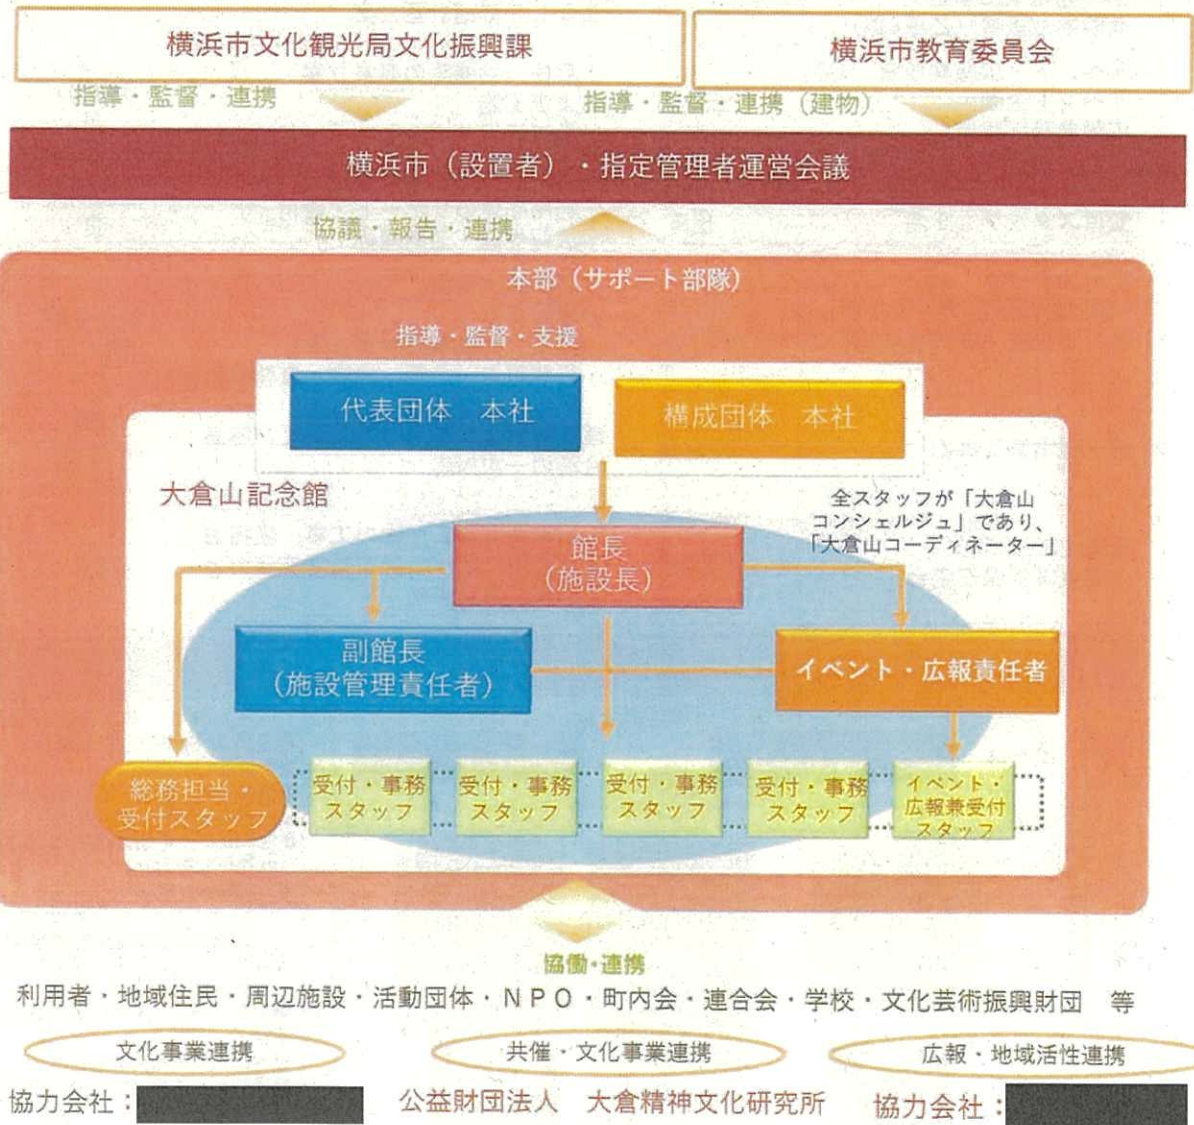 横浜市文化観光局文化振興課
横浜市教育委員会
指導・監督・連携
指導・監督・連携（建物）
横浜市（設置者）・指定管理者運営会議
協議・報告・連携
本部（サポート部隊）
指導・監督・支援
代表団体　本社
構成団体　本社
大倉山記念館
全スタッフが「大倉山
コンシェルジュ」であり、
「大倉山コーディネーター」
館長
（施設長）
副館長
（施設管理責任者）
イベント・広報責任者
総務担当・
受付スタッフ
受付・事務
スタッフ
受付・事務
スタッフ
受付・事務
スタッフ
受付・事務
スタッフ
イベント・
広報兼受付
スタッフ
協働・連携
利用者・地域住民・周辺施設・活動団体・ＮＰＯ・町内会・連合会・学校・文化芸術振興財団　等
文化事業連携
共催・文化事業連携
広報・地域活性連携
協力会社：
公益財団法人　大倉精神文化研究所
協力会社：